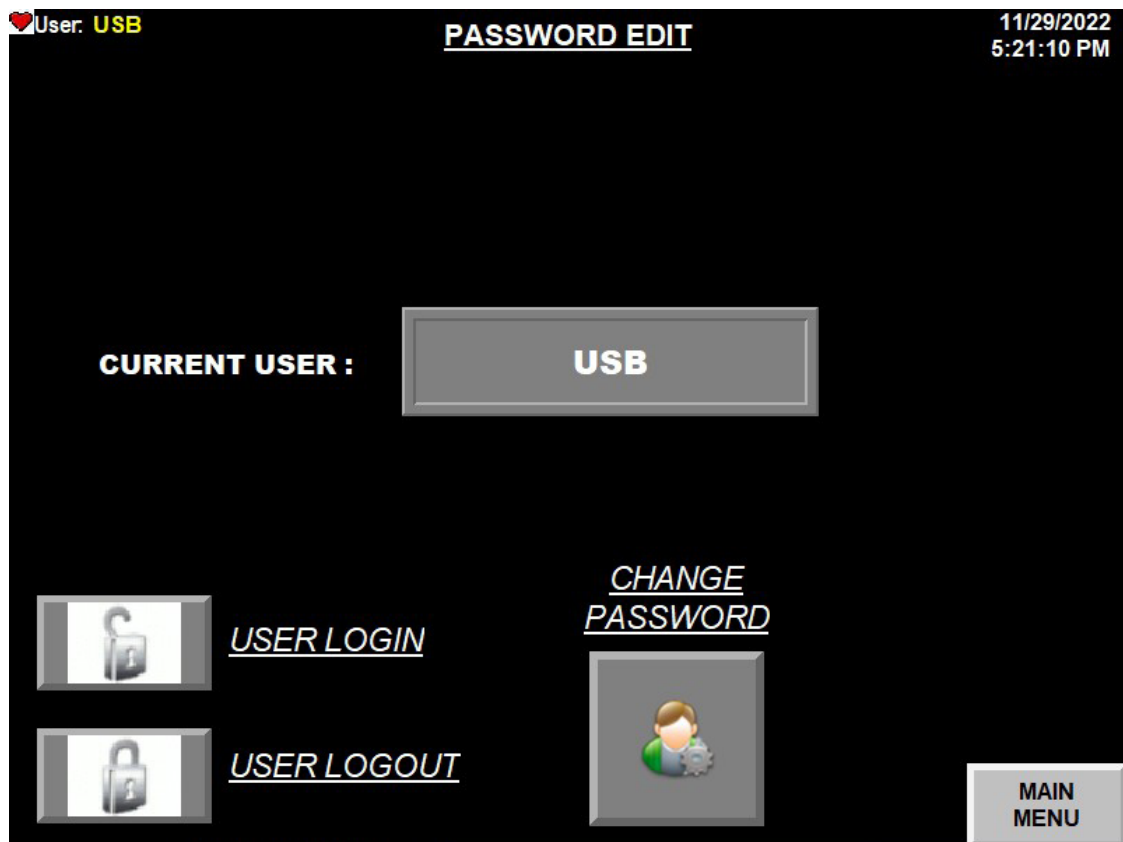 User: USB
PASSWORD EDIT
11/29/2022
5:21:10 PM
CURRENT USER :
USB
CHANGE
PASSWORD
USER LOGIN
USER LOGOUT
MAIN
MENU